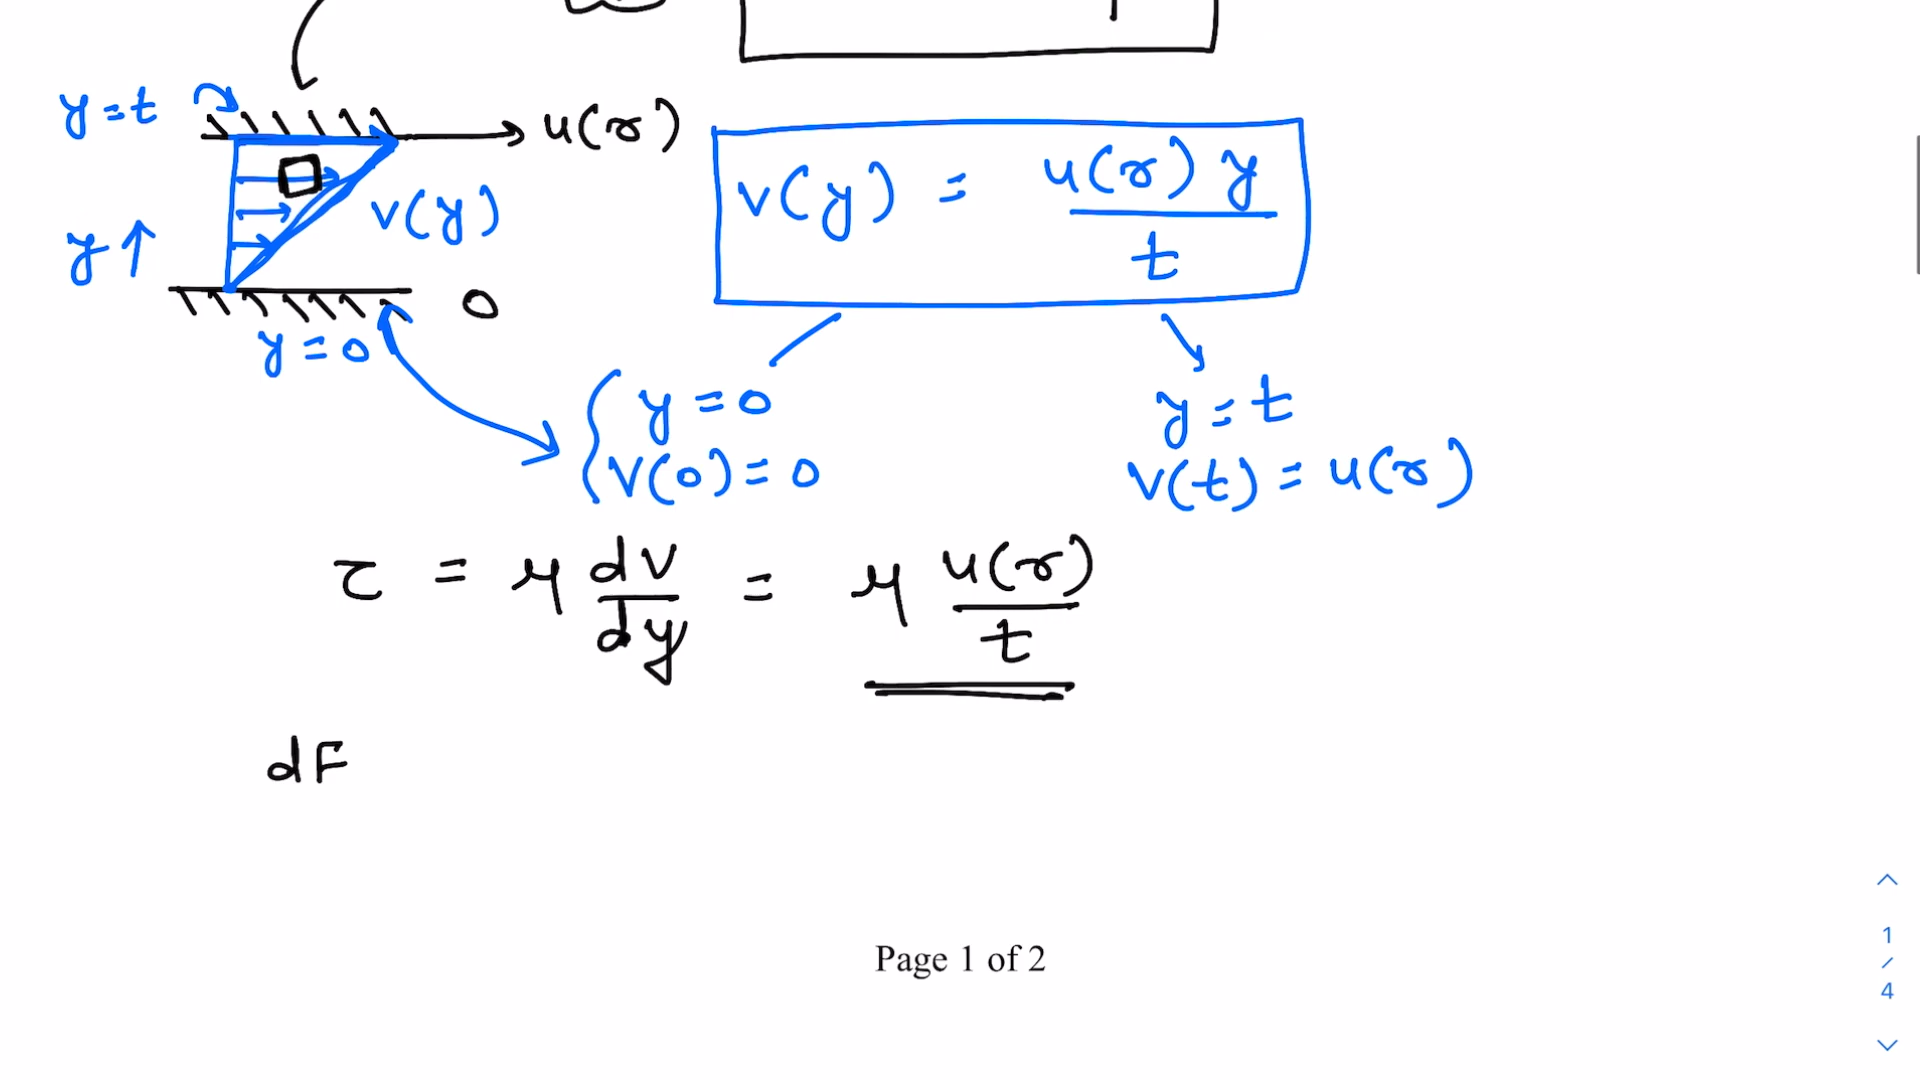 y = t
u(r)
v(y) = u(r) y / t
v(y)
y ↑
0
y = 0
y = 0
v(0) = 0
y = t
v(t) = u(r)
τ = μ dv/dy = μ u(r)/t
dF
Page 1 of 2
1
/
4